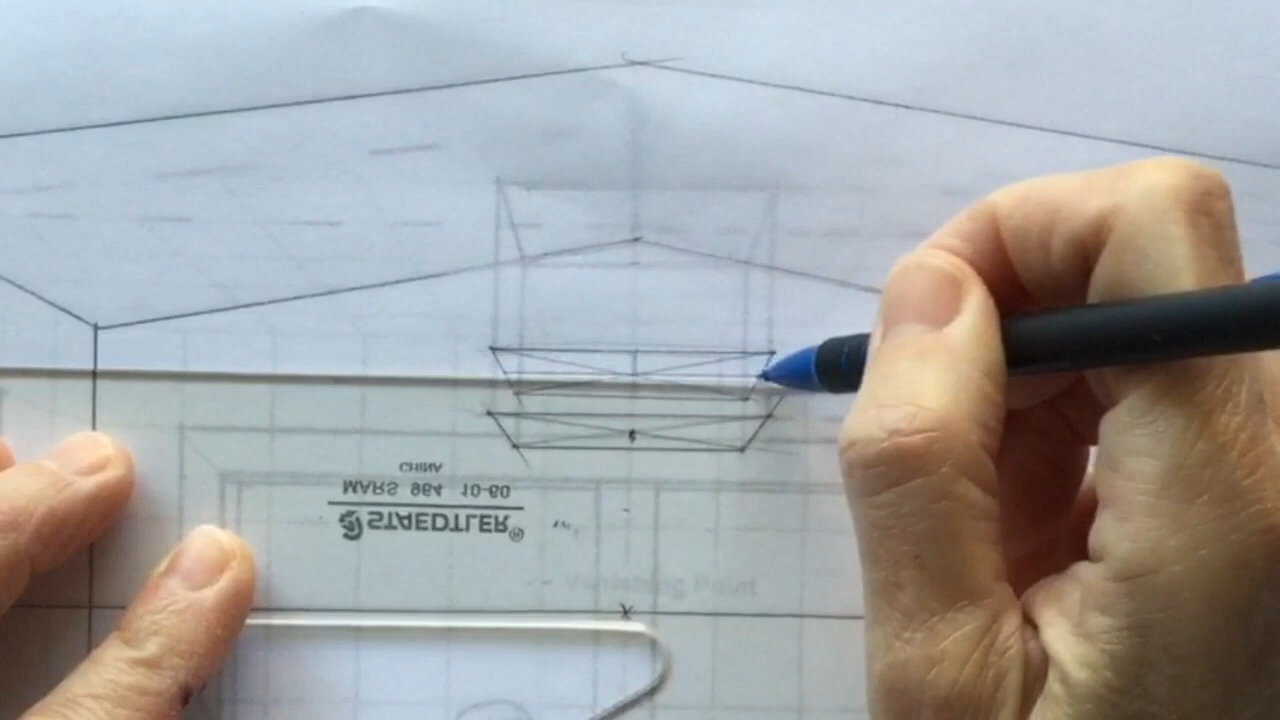 CHINA
MARS 964 10-60
STAEDTLER®
Vanishing Point
X